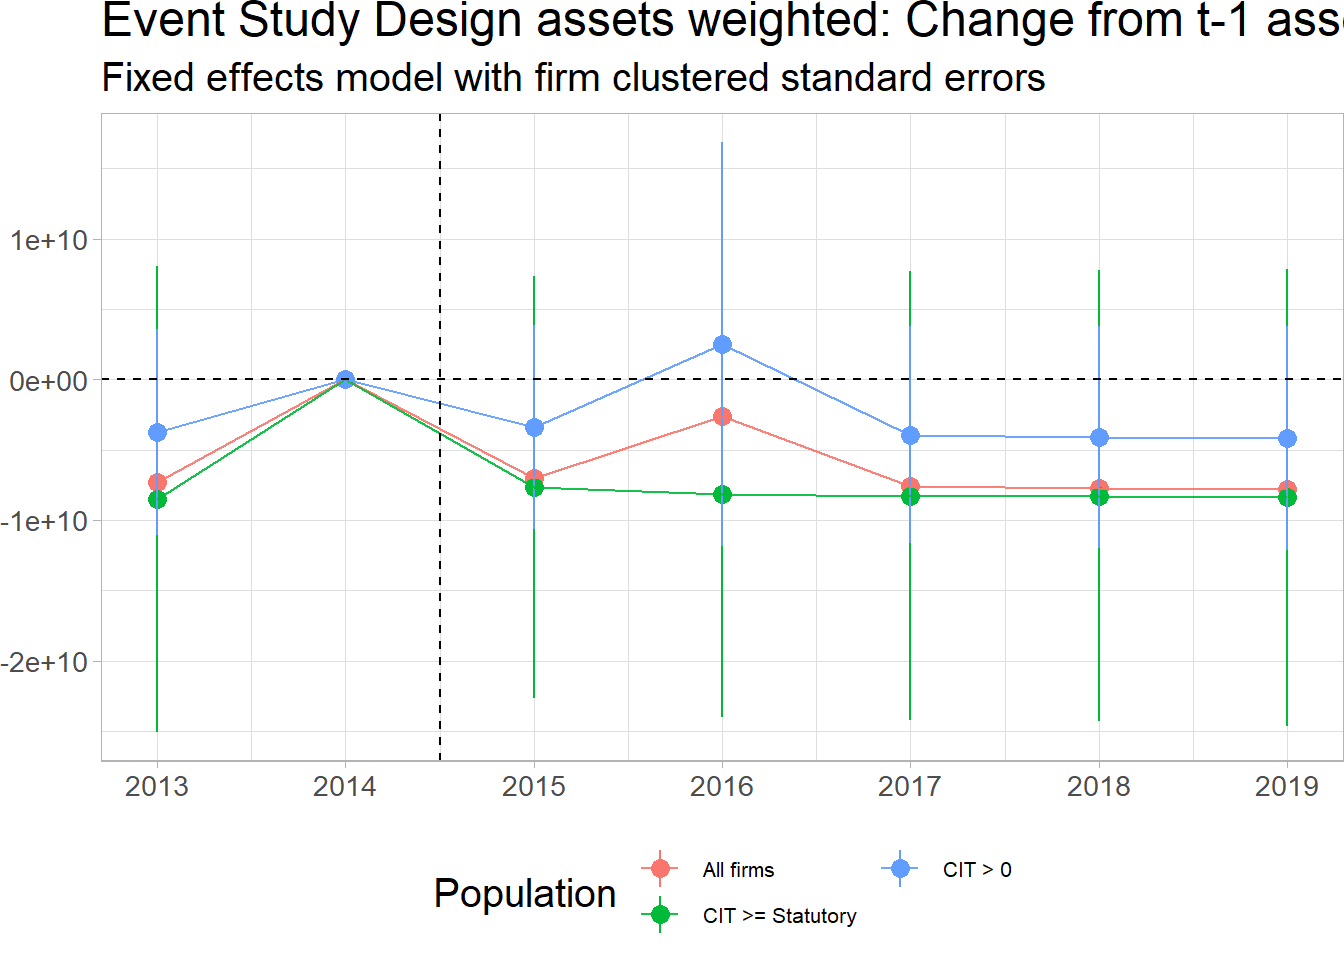 Event Study Design assets weighted: Change from t-1
Fixed effects model with firm clustered standard errors
1e+10
0e+00
-1e+10
-2e+10
2013 2014 2015 2016 2017 2018 2019
Population
All firms
CIT > 0
CIT >= Statutory